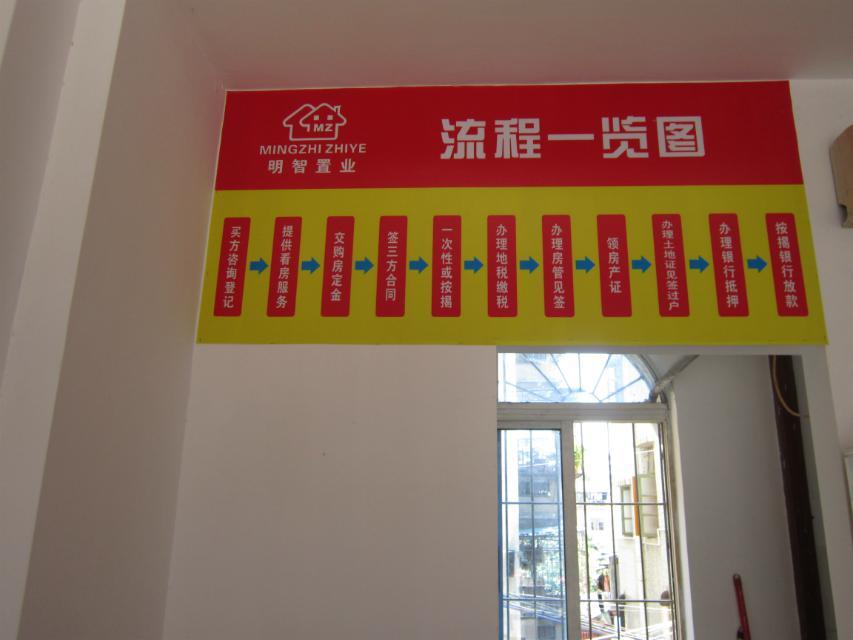 MZ
MINGZHI ZHIYE
明智置业
流程一览图
买方咨询登记
提供看房服务
交购房定金
签三方合同
一次性或按揭
办理地税缴税
办理房管见签
领房产证
办理土地证见签过户
办理银行抵押
按揭银行放款